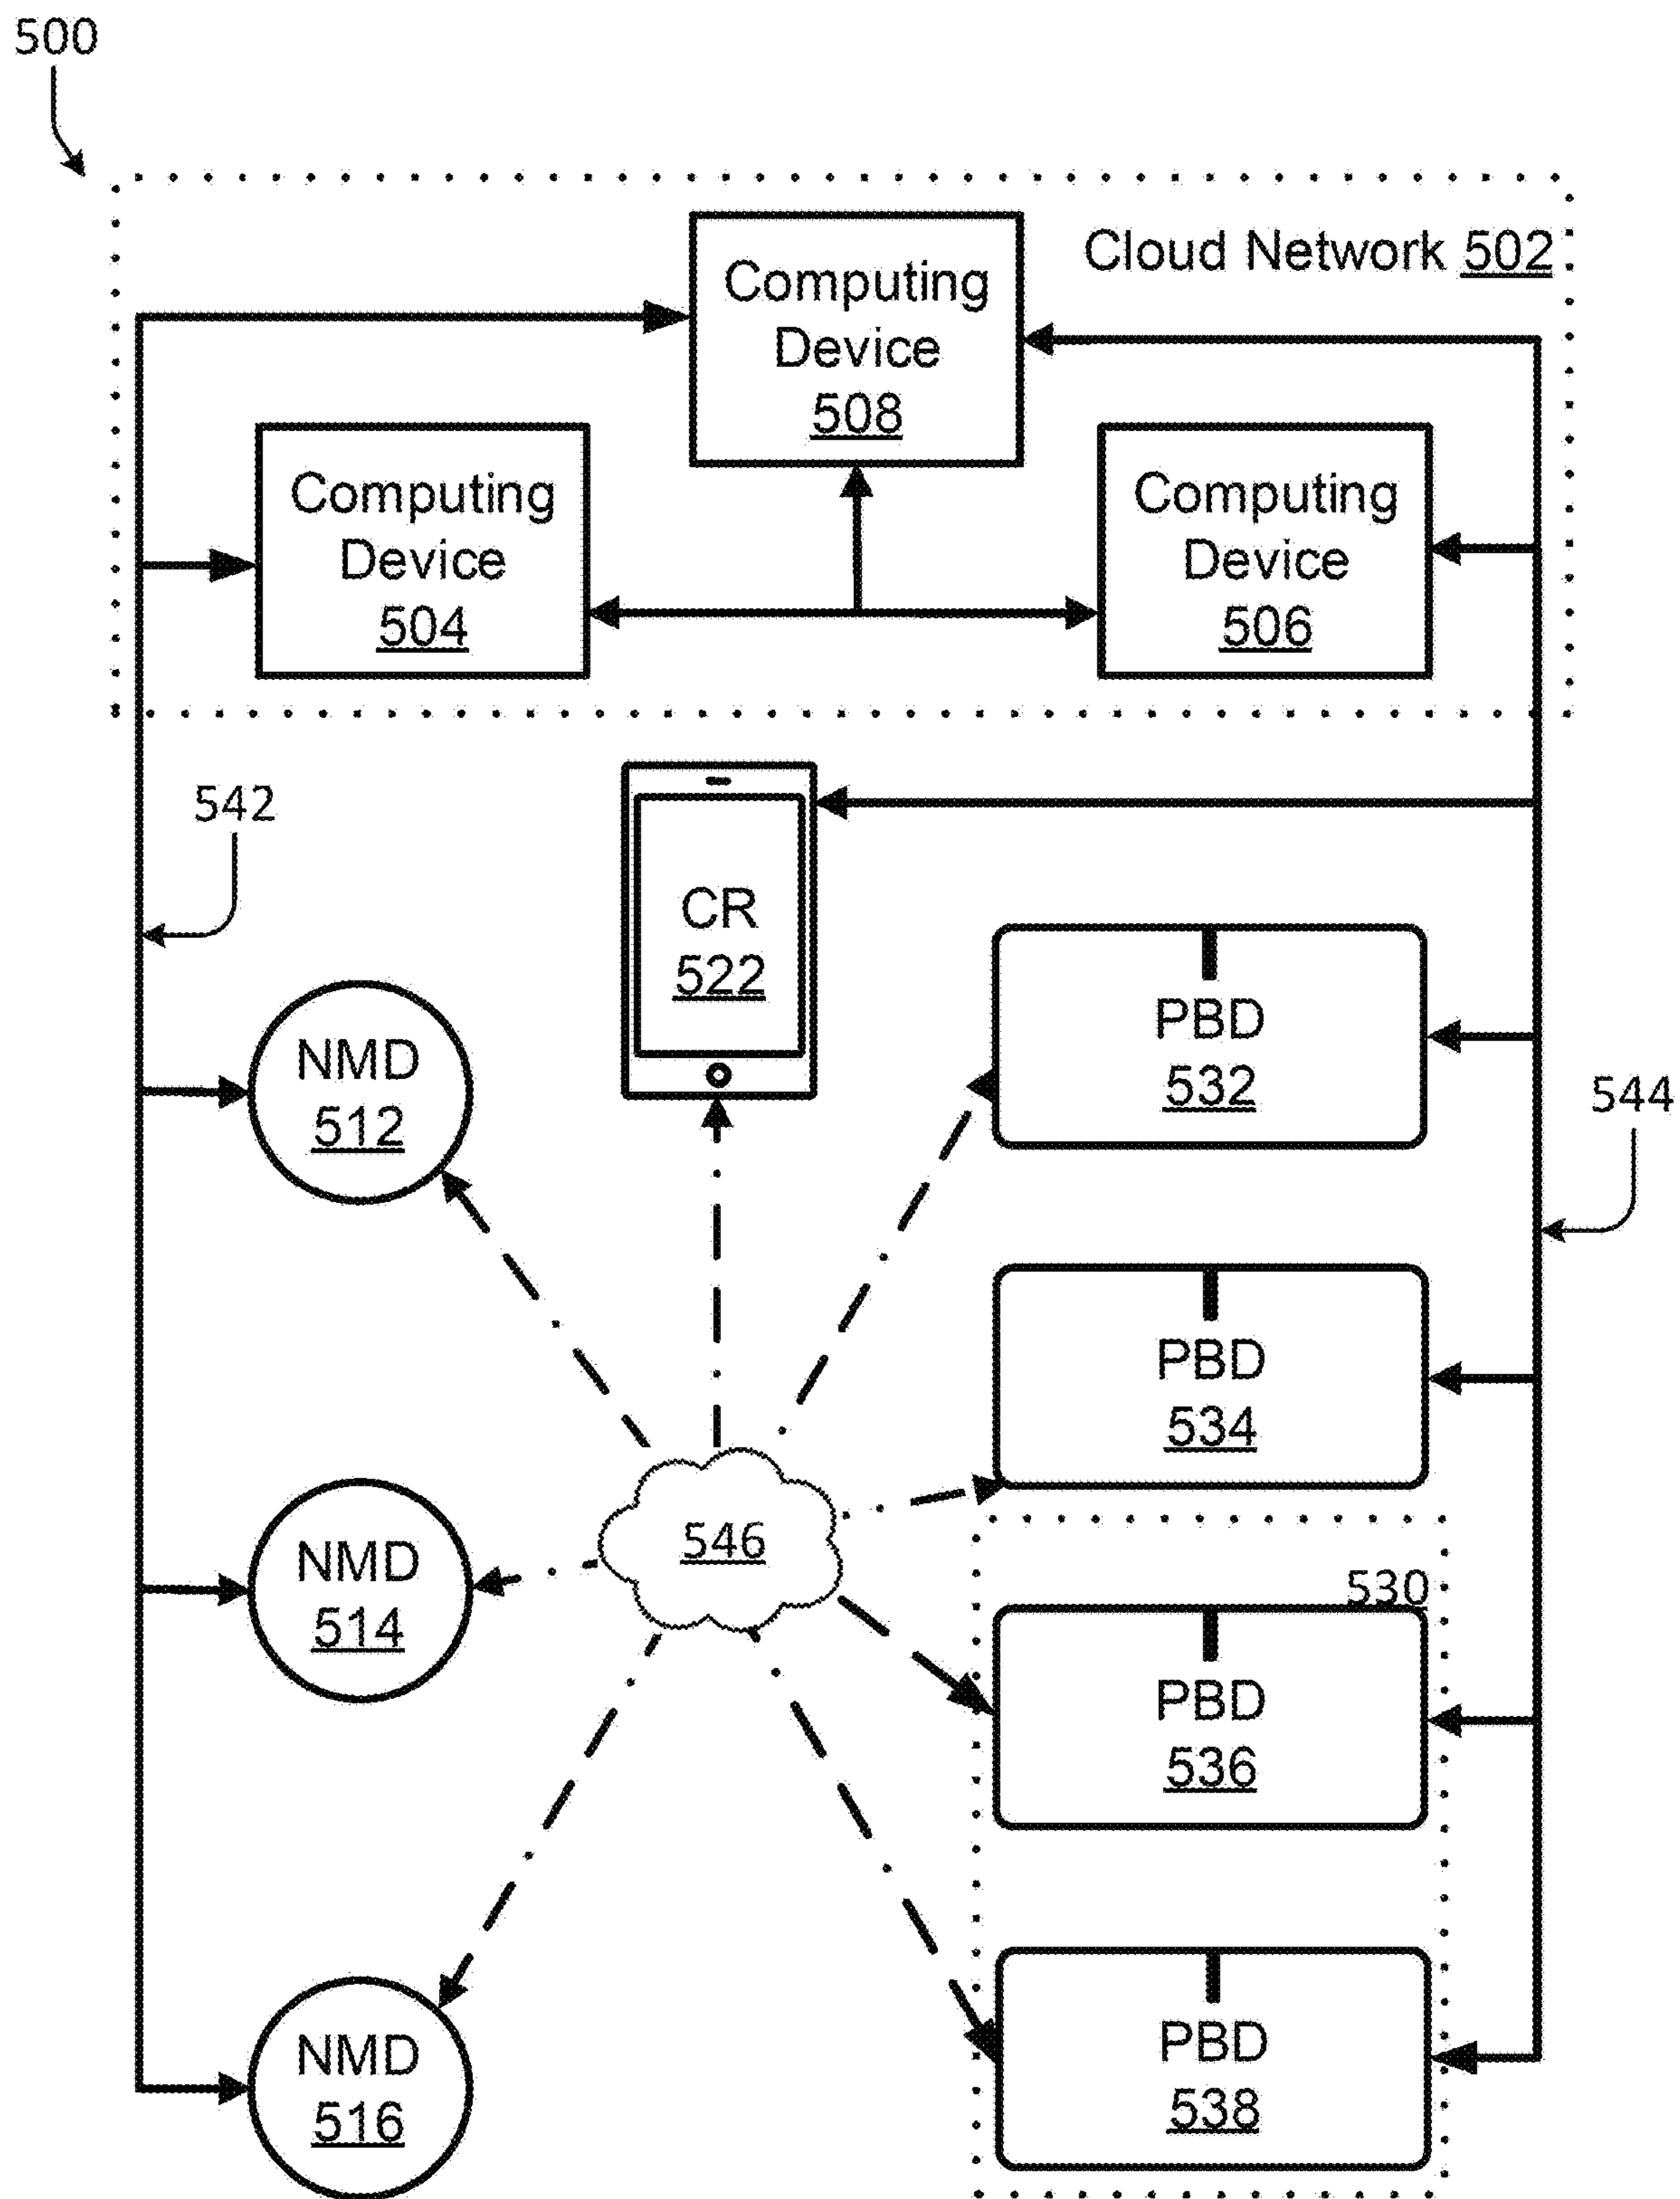 500
Cloud Network 502
Computing
Device
508
Computing
Device
504
Computing
Device
506
542
CR
522
NMD
512
PBD
532
544
PBD
534
546
NMD
514
530
PBD
536
NMD
516
PBD
538